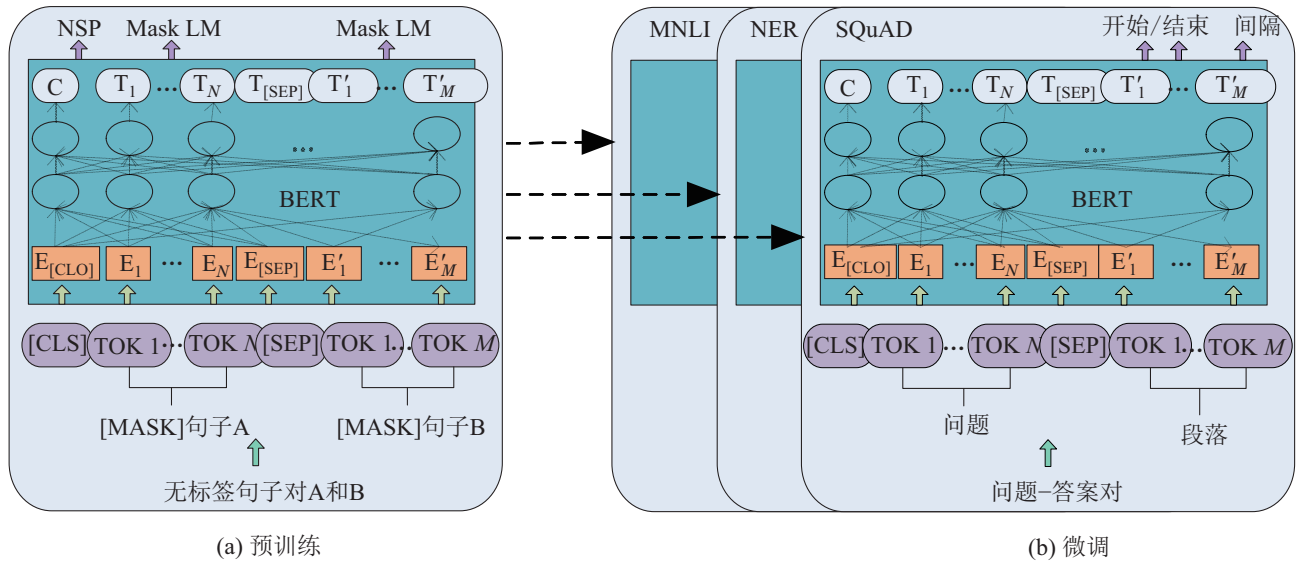 NSP Mask LM Mask LM
C T1 … TN T[SEP] T′1 … T′M
…
BERT
E[CLO] E1 … EN E[SEP] E′1 … E′M
[CLS] TOK 1 … TOK N [SEP] TOK 1 … TOK M
[MASK]句子A [MASK]句子B
无标签句子对A和B
(a) 预训练
MNLI NER SQuAD 开始/结束 间隔
C T1 … TN T[SEP] T′1 … T′M
…
BERT
E[CLO] E1 … EN E[SEP] E′1 … E′M
[CLS] TOK 1 … TOK N [SEP] TOK 1 … TOK M
问题 段落
问题–答案对
(b) 微调